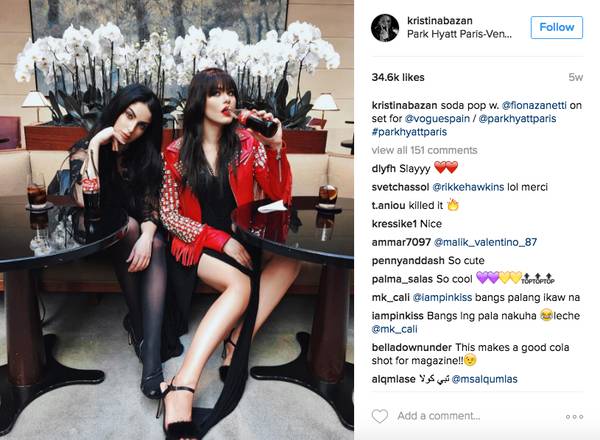 kristinabazan
Park Hyatt Paris-Ven...
Follow
34.6k likes
5w
kristinabazan soda pop w. @fionazanetti on
set for @voguespain / @parkhyattparis
#parkhyattparis
view all 151 comments
dlyfh Slayyy ❤️❤️
svetchassol @rikkehawkins lol merci
t.aniou killed it 🔥
kressike1 Nice
ammar7097 @malik_valentino_87
pennyanddash So cute
palma_salas So cool 💜💜💛💛🔝🔝🔝
mk_cali @iampinkiss bangs palang ikaw na
iampinkiss Bangs lng pala nakuha 😂leche
@mk_cali
belladownunder This makes a good cola
shot for magazine!!😉
alqmlase تبي كولا @msalqumlas
Add a comment...